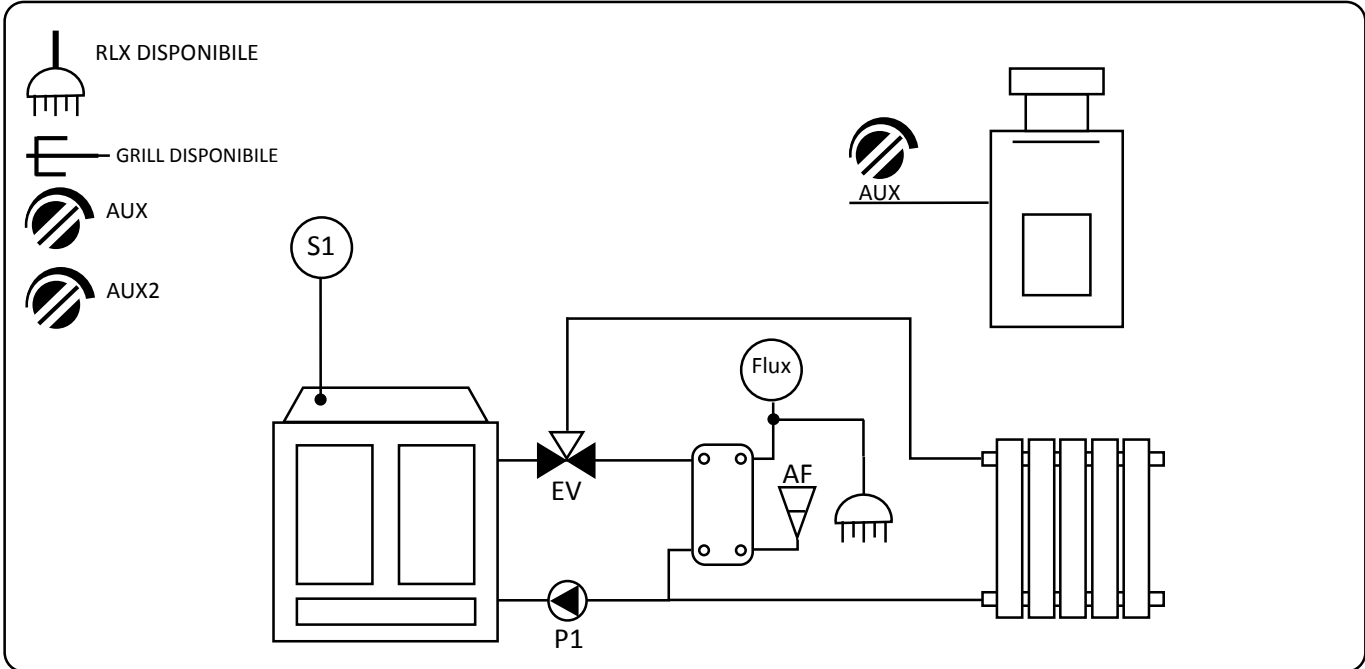 RLX DISPONIBILE
GRILL DISPONIBILE
AUX
AUX2
AUX
S1
Flux
EV
AF
P1